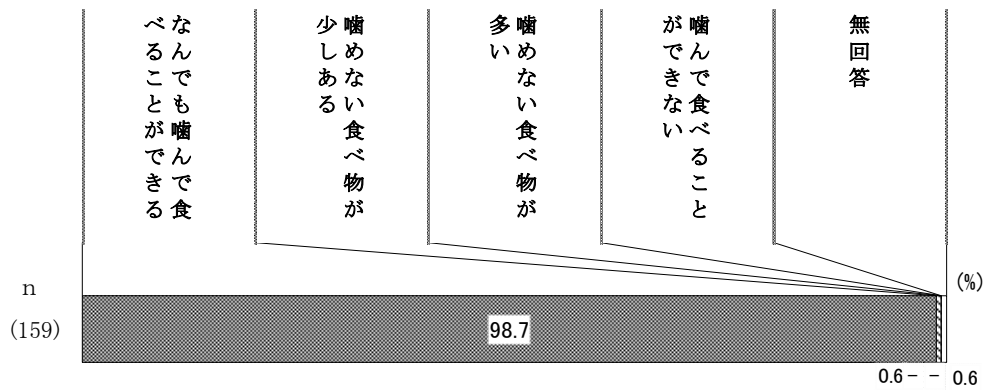 なんでも噛んで食
べることができる
噛めない食べ物が
少しある
噛めない食べ物が
多い
噛んで食べること
ができない
無回答
(%)
n
(159)
98.7
0.6 － － 0.6